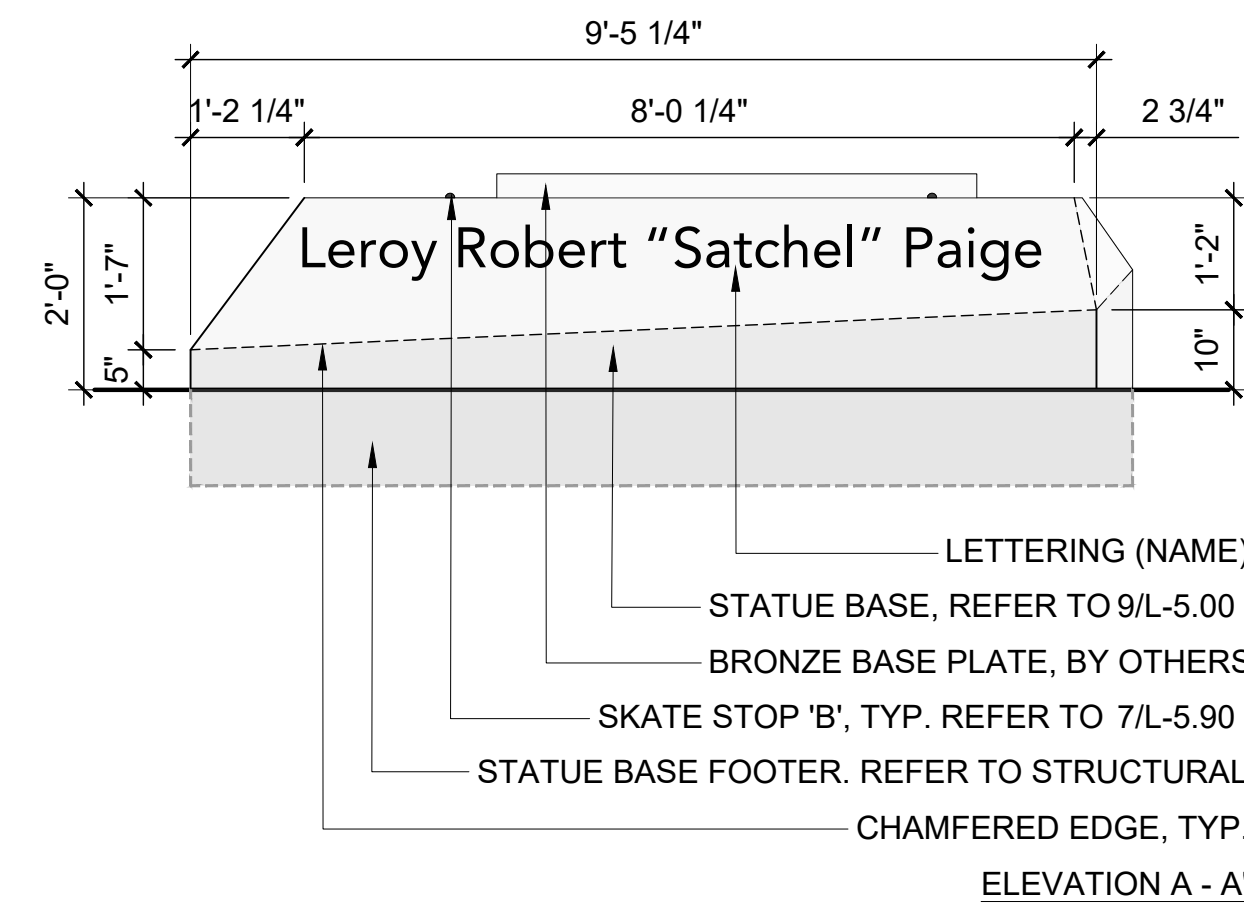 9'-5 1/4"
1'-2 1/4"
8'-0 1/4"
2 3/4"
2'-0"
1'-7"
5"
Leroy Robert “Satchel” Paige
1'-2"
10"
LETTERING (NAME)
STATUE BASE, REFER TO 9/L-5.00
BRONZE BASE PLATE, BY OTHERS
SKATE STOP 'B', TYP. REFER TO 7/L-5.90
STATUE BASE FOOTER. REFER TO STRUCTURAL
CHAMFERED EDGE, TYP.
ELEVATION A - A'